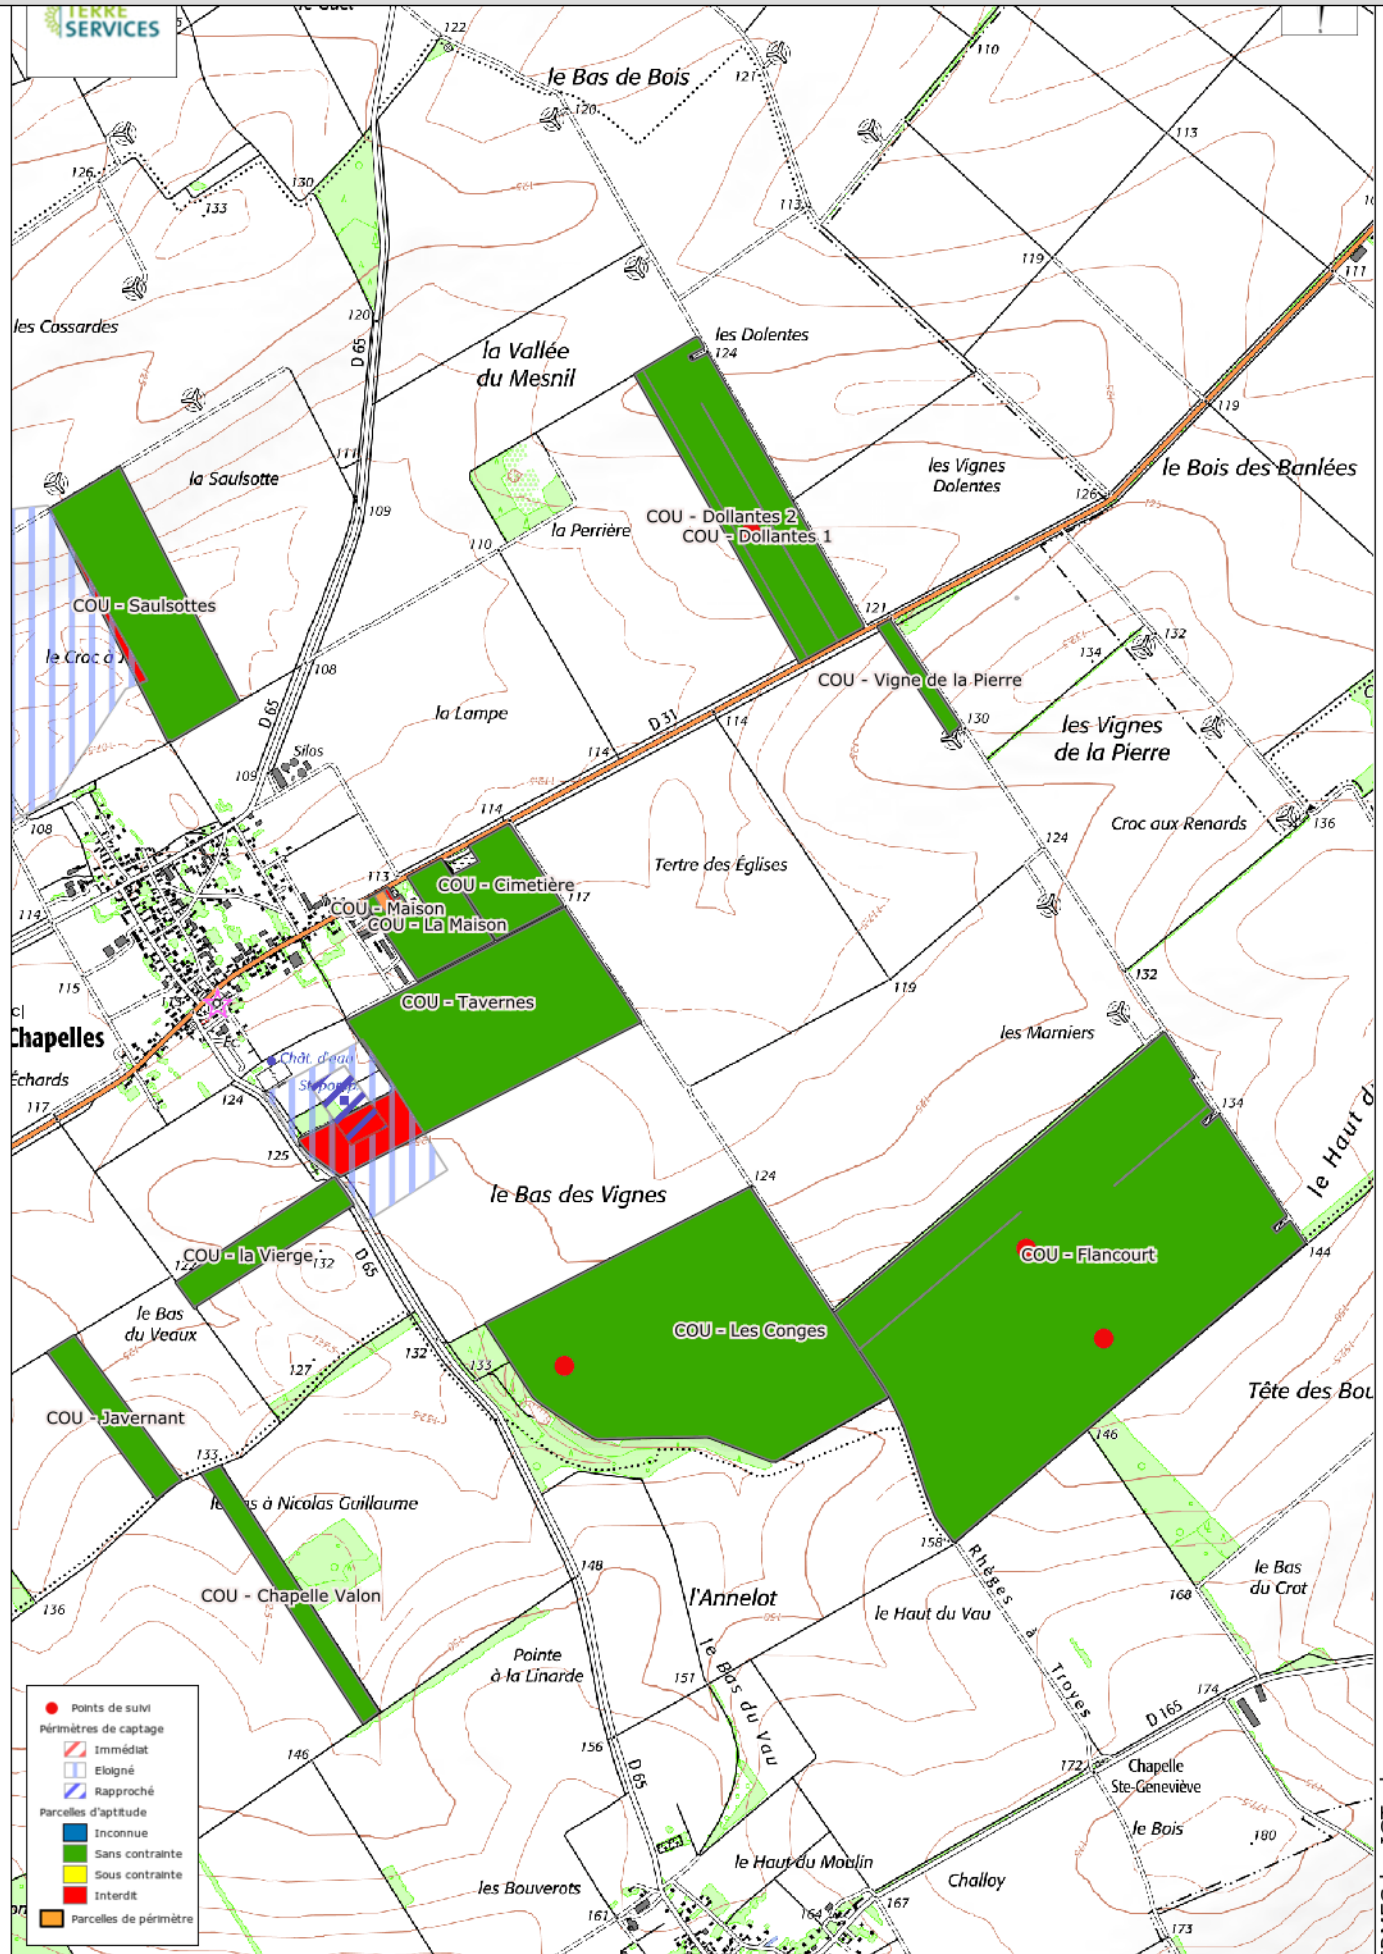 TERRE
SERVICES
122
le Bas de Bois
121
110
120
113
126
133
130
113
119
111
les Cossardes
120
D 65
la Vallée
du Mesnil
les Dolentes
124
119
111
la Saulsotte
109
les Vignes
Dolentes
126
le Bois des Banlées
la Perrière
110
COU - Dollantes 2
COU - Dollantes 1
COU - Saulsottes
le Croc à
108
121
132
134
COU - Vigne de la Pierre
D 65
la Lampe
D 31
114
130
les Vignes
de la Pierre
Silos
109
114
108
114
Croc aux Renards
136
124
Tertre des Églises
113
COU - Cimetière
117
COU - Maison
COU - La Maison
114
115
113
119
132
COU - Tavernes
Chapelles
les Marniers
Éc.
Chât. d'eau
Échards
St pomp.
124
117
134
125
le Haut d
le Bas des Vignes
124
COU - la Vierge
132
122
D 65
144
COU - Flancourt
le Bas
du Veaux
COU - Les Conges
132
133
127
Tête des Bou
COU - Javernant
133
146
à Nicolas Guillaume
158
148
COU - Chapelle Valon
Rhèges à Troyes
le Bas
du Crot
168
136
l'Annelot
le Haut du Vau
Pointe
à la Linarde
151
le Bas du Vau
174
D 165
146
156
D 65
172
Chapelle
Ste-Geneviève
le Bois
180
le Haut du Moulin
Challoy
les Bouverots
161
164
167
173
Points de suivi
Périmètres de captage
Immédiat
Eloigné
Rapproché
Parcelles d'aptitude
Inconnue
Sans contrainte
Sous contrainte
Interdit
Parcelles de périmètre